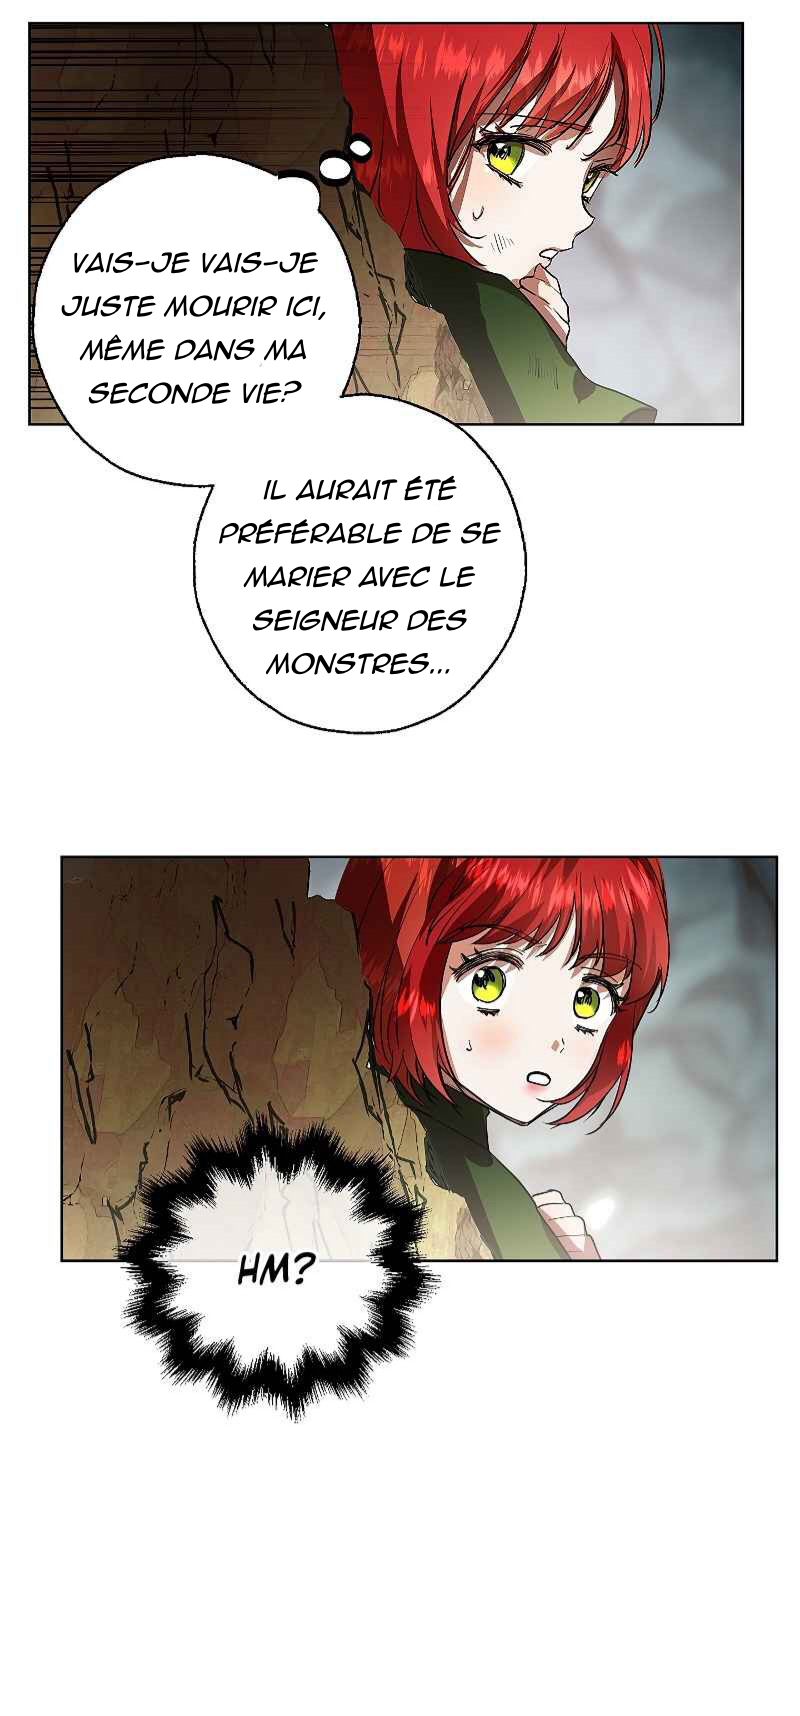 VAIS-JE VAIS-JE
JUSTE MOURIR ICI,
MÊME DANS MA
SECONDE VIE?
IL AURAIT ÉTÉ
PRÉFÉRABLE DE SE
MARIER AVEC LE
SEIGNEUR DES
MONSTRES...
HM?